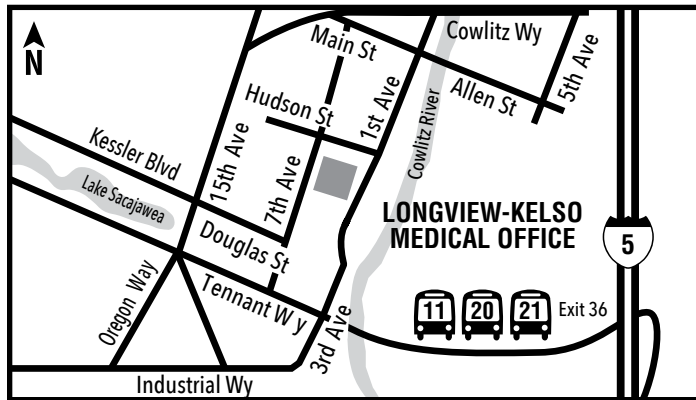 N
Main St
Cowlitz Wy
Hudson St
1st Ave
Allen St
5th Ave
Kessler Blvd
15th Ave
7th Ave
Cowlitz River
Lake Sacajawea
Douglas St
LONGVIEW-KELSO
MEDICAL OFFICE
5
Oregon Way
Tennant W y
3rd Ave
11 20 21 Exit 36
Industrial Wy